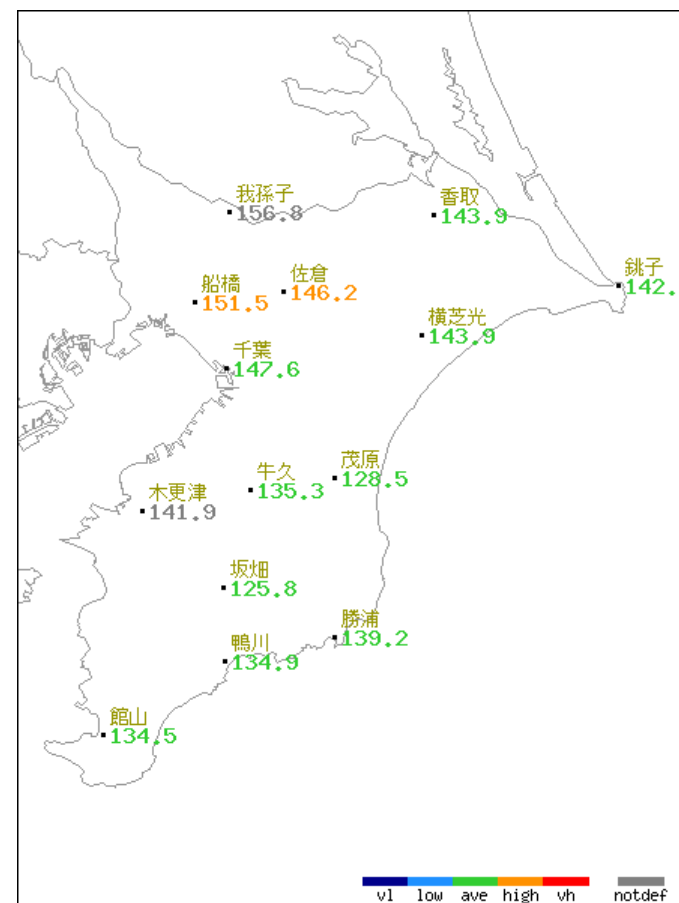 我孫子
156.8
香取
143.9
佐倉
146.2
船橋
151.5
銚子
142.
横芝光
143.9
千葉
147.6
茂原
128.5
牛久
135.3
木更津
141.9
坂畑
125.8
勝浦
139.2
鴨川
134.9
館山
134.5
vl low ave high vh notdef